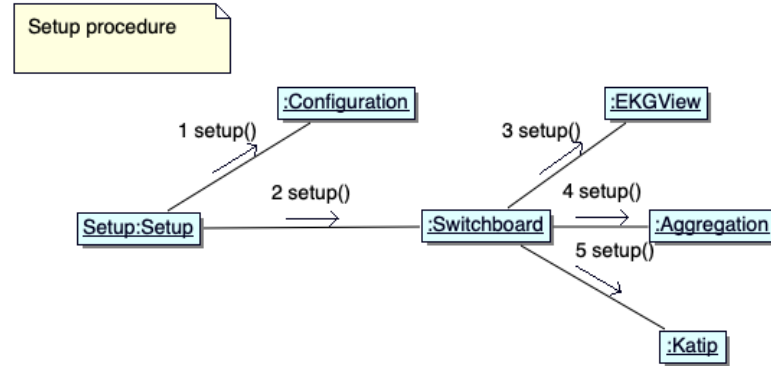 Setup procedure
:Configuration
:EKGView
1 setup()
3 setup()
2 setup()
4 setup()
Setup:Setup
:Switchboard
:Aggregation
5 setup()
:Katip